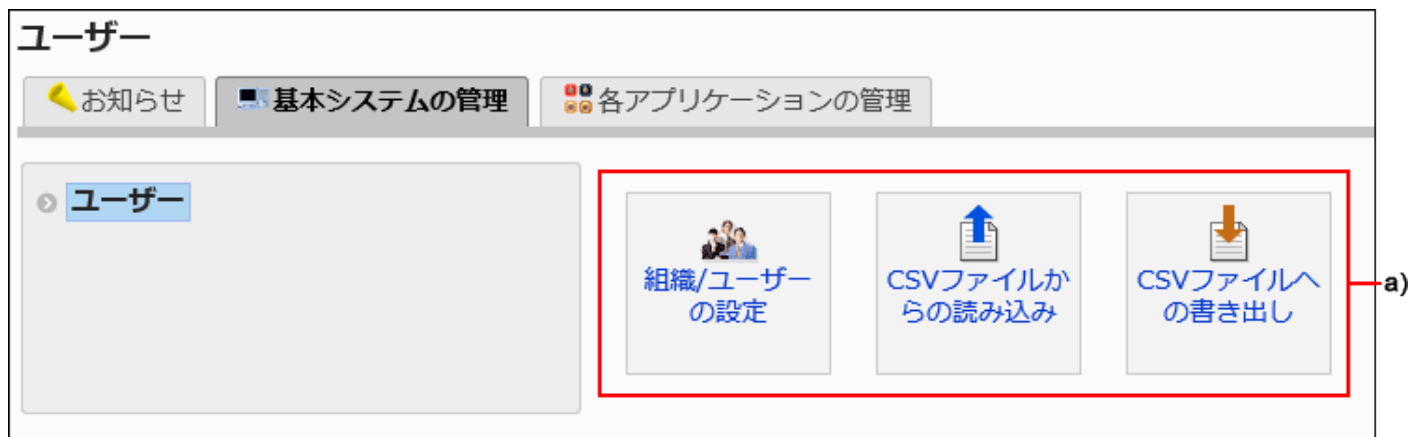 ユーザー
お知らせ 基本システムの管理 各アプリケーションの管理
ユーザー
組織/ユーザー
の設定
CSVファイルか
らの読み込み
CSVファイルへ
の書き出し
a)